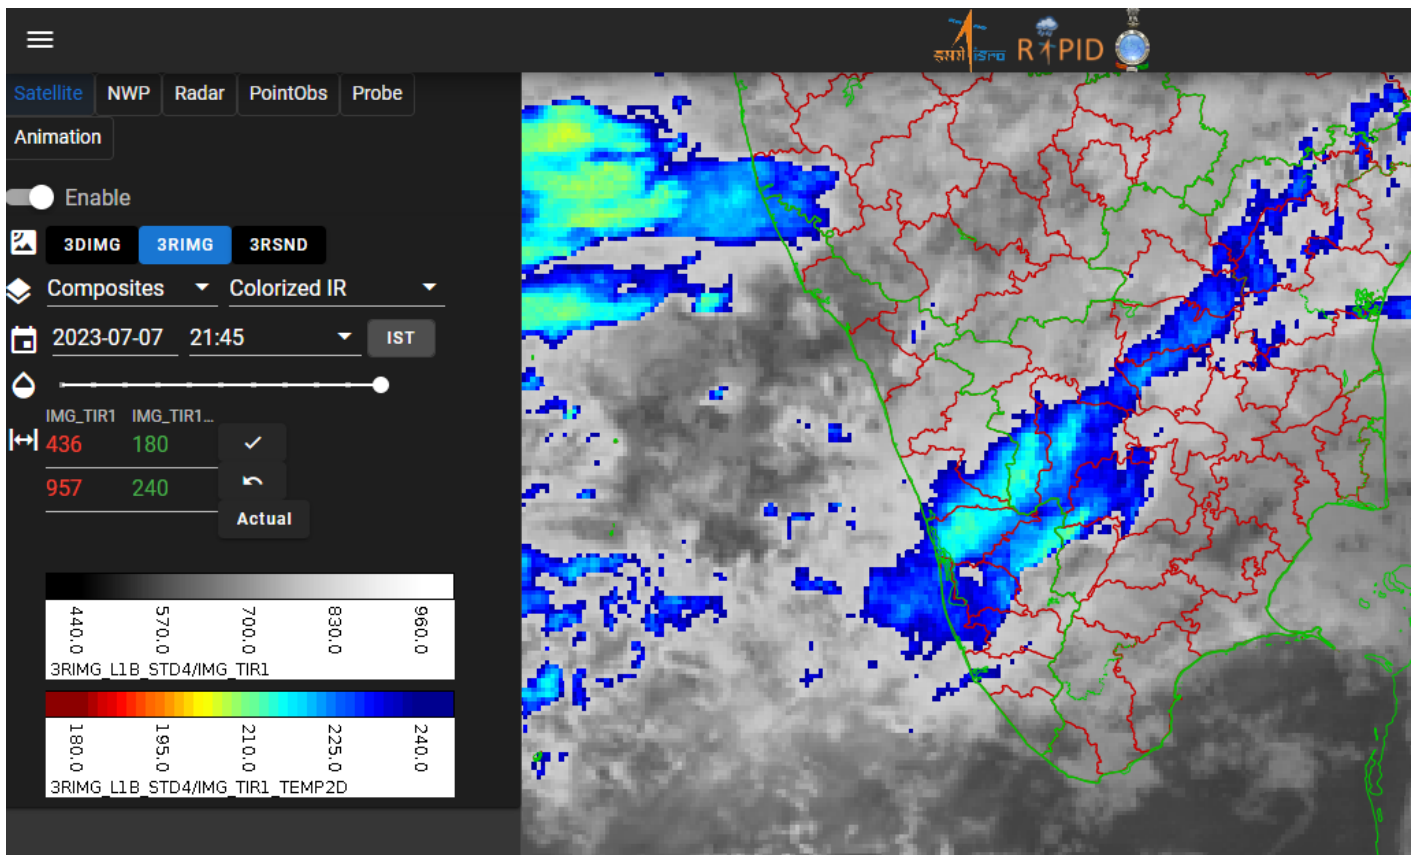 इसरो isro RAPID
Satellite NWP Radar PointObs Probe
Animation
Enable
3DIMG 3RIMG 3RSND
Composites Colorized IR
2023-07-07 21:45 IST
IMG_TIR1 IMG_TIR1...
436 180
957 240
Actual
440.0 570.0 700.0 830.0 960.0
3RIMG_L1B_STD4/IMG_TIR1
180.0 195.0 210.0 225.0 240.0
3RIMG_L1B_STD4/IMG_TIR1_TEMP2D